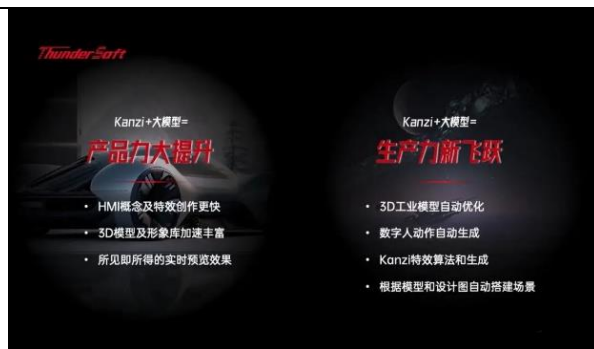 ThunderSoft
Kanzi+大模型=
产品力大提升
• HMI概念及特效创作更快
• 3D模型及形象库加速丰富
• 所见即所得的实时预览效果
Kanzi+大模型=
生产力新飞跃
• 3D工业模型自动优化
• 数字人动作自动生成
• Kanzi特效算法和生成
• 根据模型和设计图自动搭建场景